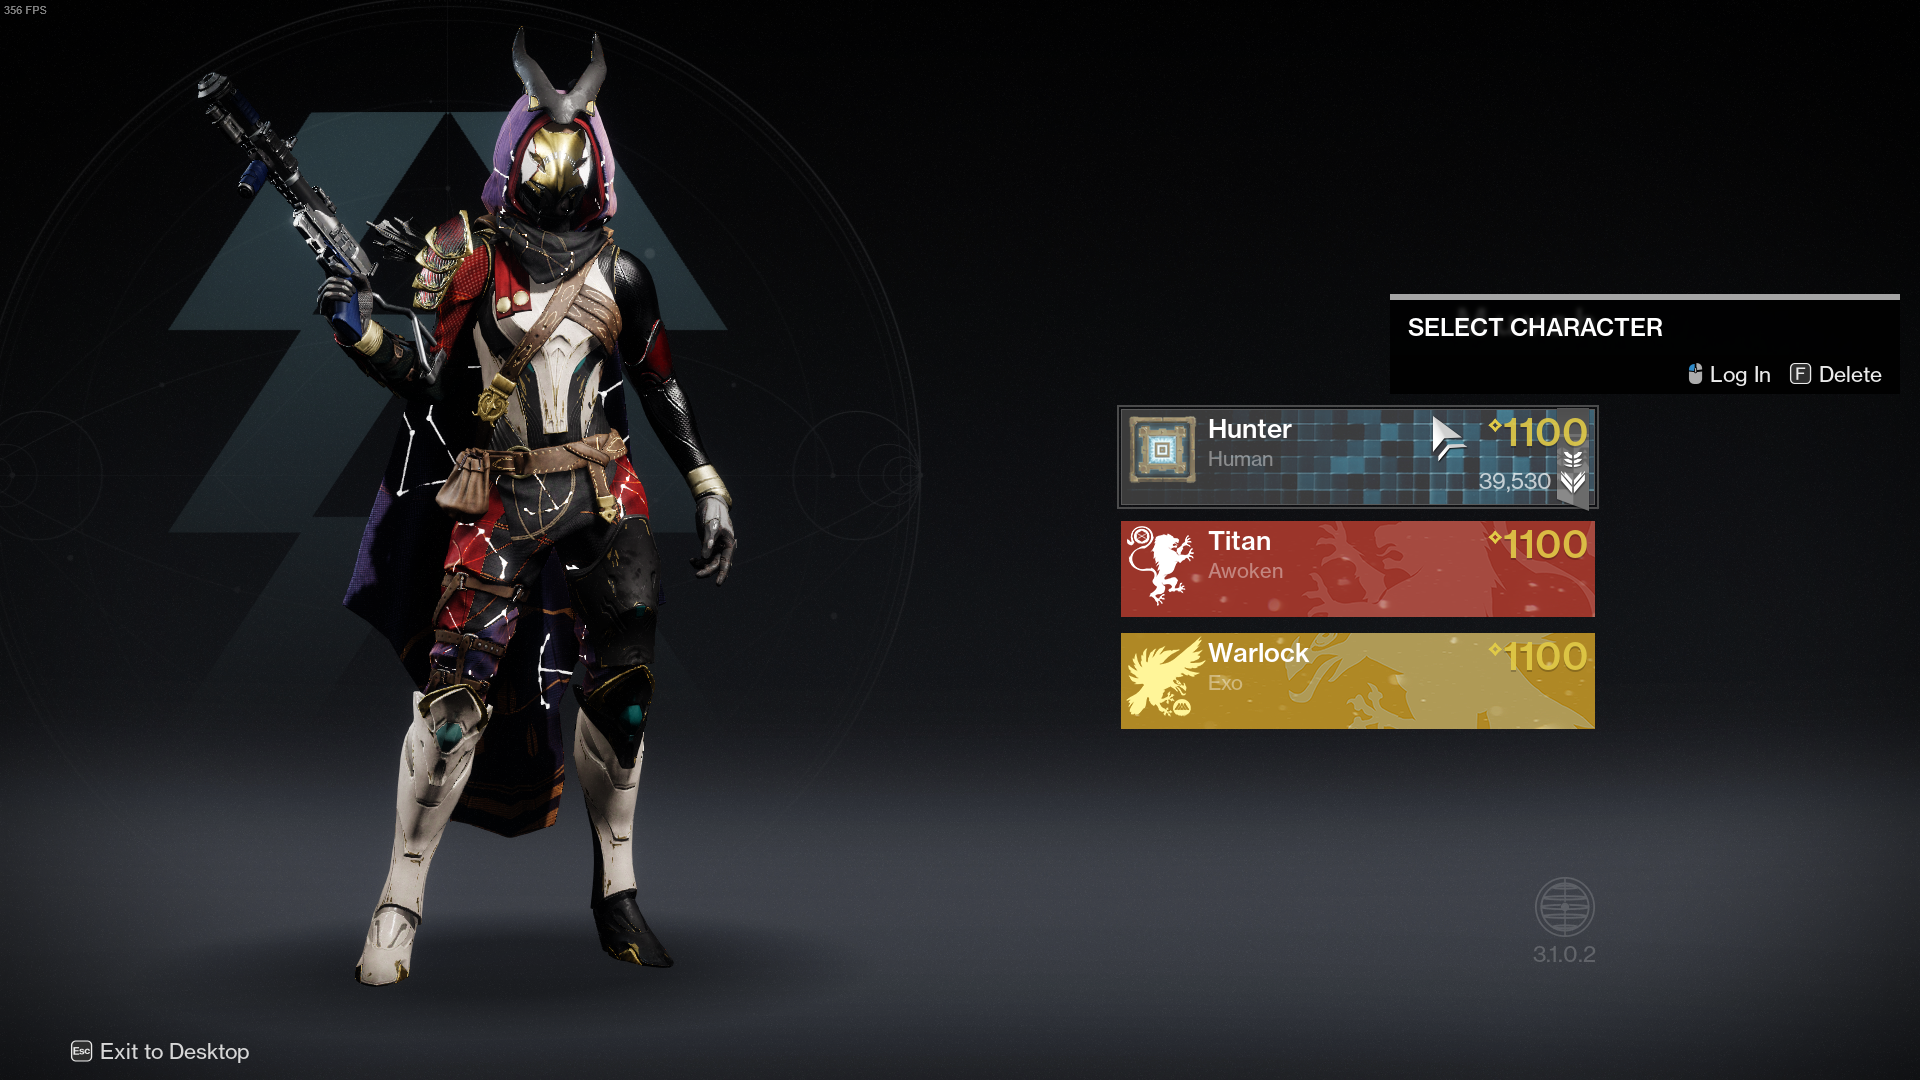 356 FPS
SELECT CHARACTER
Log In F Delete
Hunter
1100
Human
39,530
Titan
1100
Awoken
Warlock
1100
Exo
3.1.0.2
Esc Exit to Desktop